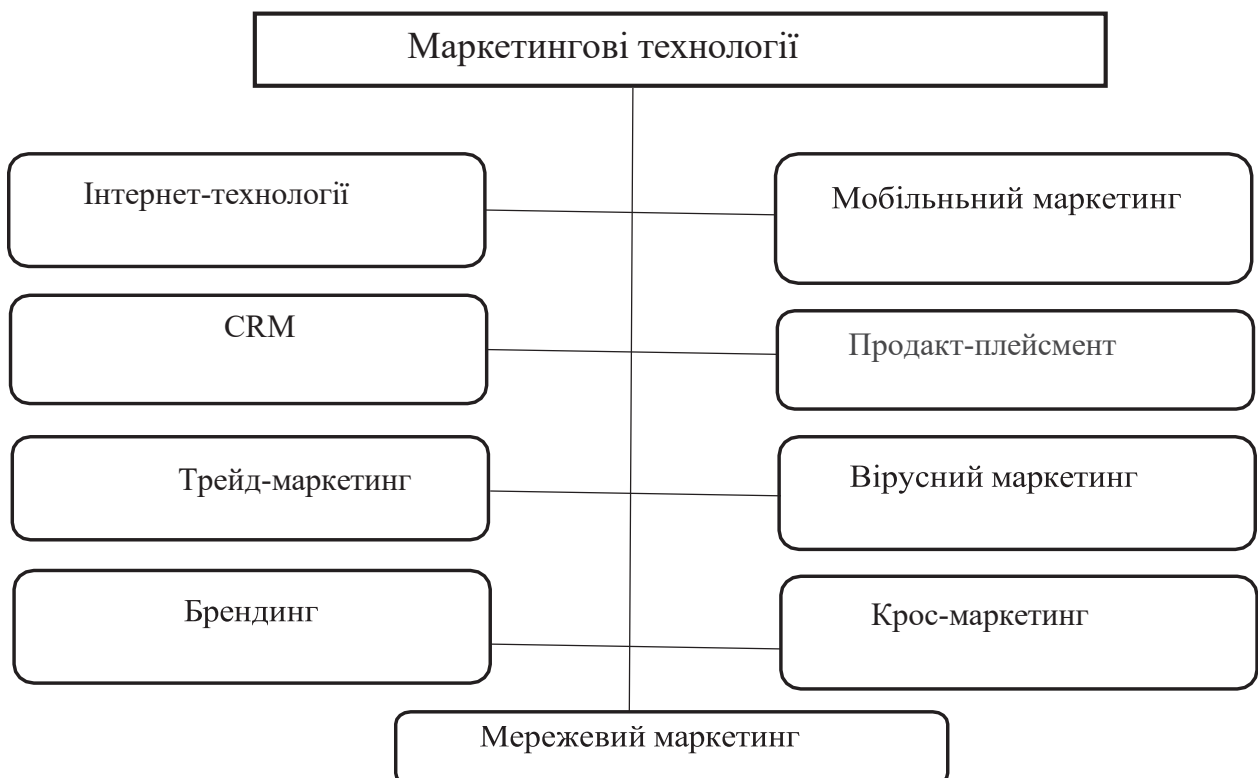 Маркетингові технології
Інтернет-технології
Мобільньний маркетинг
CRM
Продакт-плейсмент
Трейд-маркетинг
Вірусний маркетинг
Брендинг
Крос-маркетинг
Мережевий маркетинг